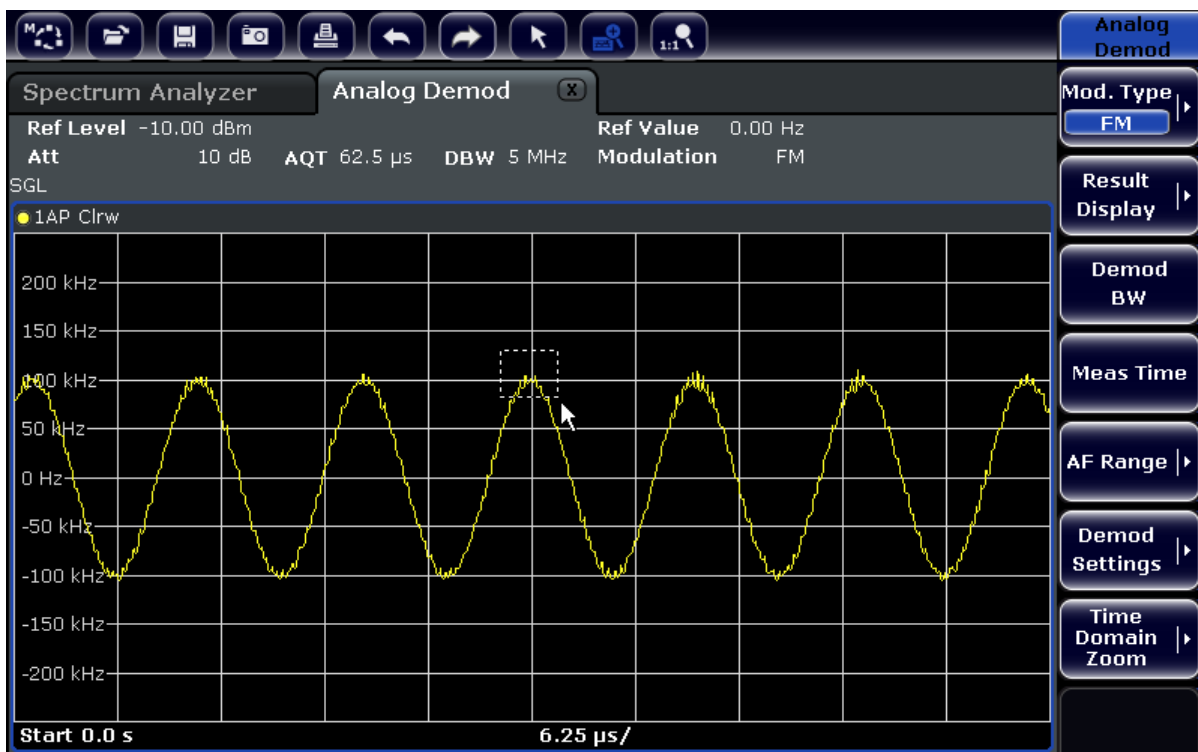 M
1:1
Analog
Demod
Spectrum Analyzer
Analog Demod
X
Mod. Type
FM
Ref Level -10.00 dBm
Ref Value 0.00 Hz
Att 10 dB AQT 62.5 µs DBW 5 MHz Modulation FM
SGL
1AP Clrw
200 kHz
150 kHz
100 kHz
50 kHz
0 Hz
-50 kHz
-100 kHz
-150 kHz
-200 kHz
Start 0.0 s
6.25 µs/
Result
Display
Demod
BW
Meas Time
AF Range
Demod
Settings
Time
Domain
Zoom